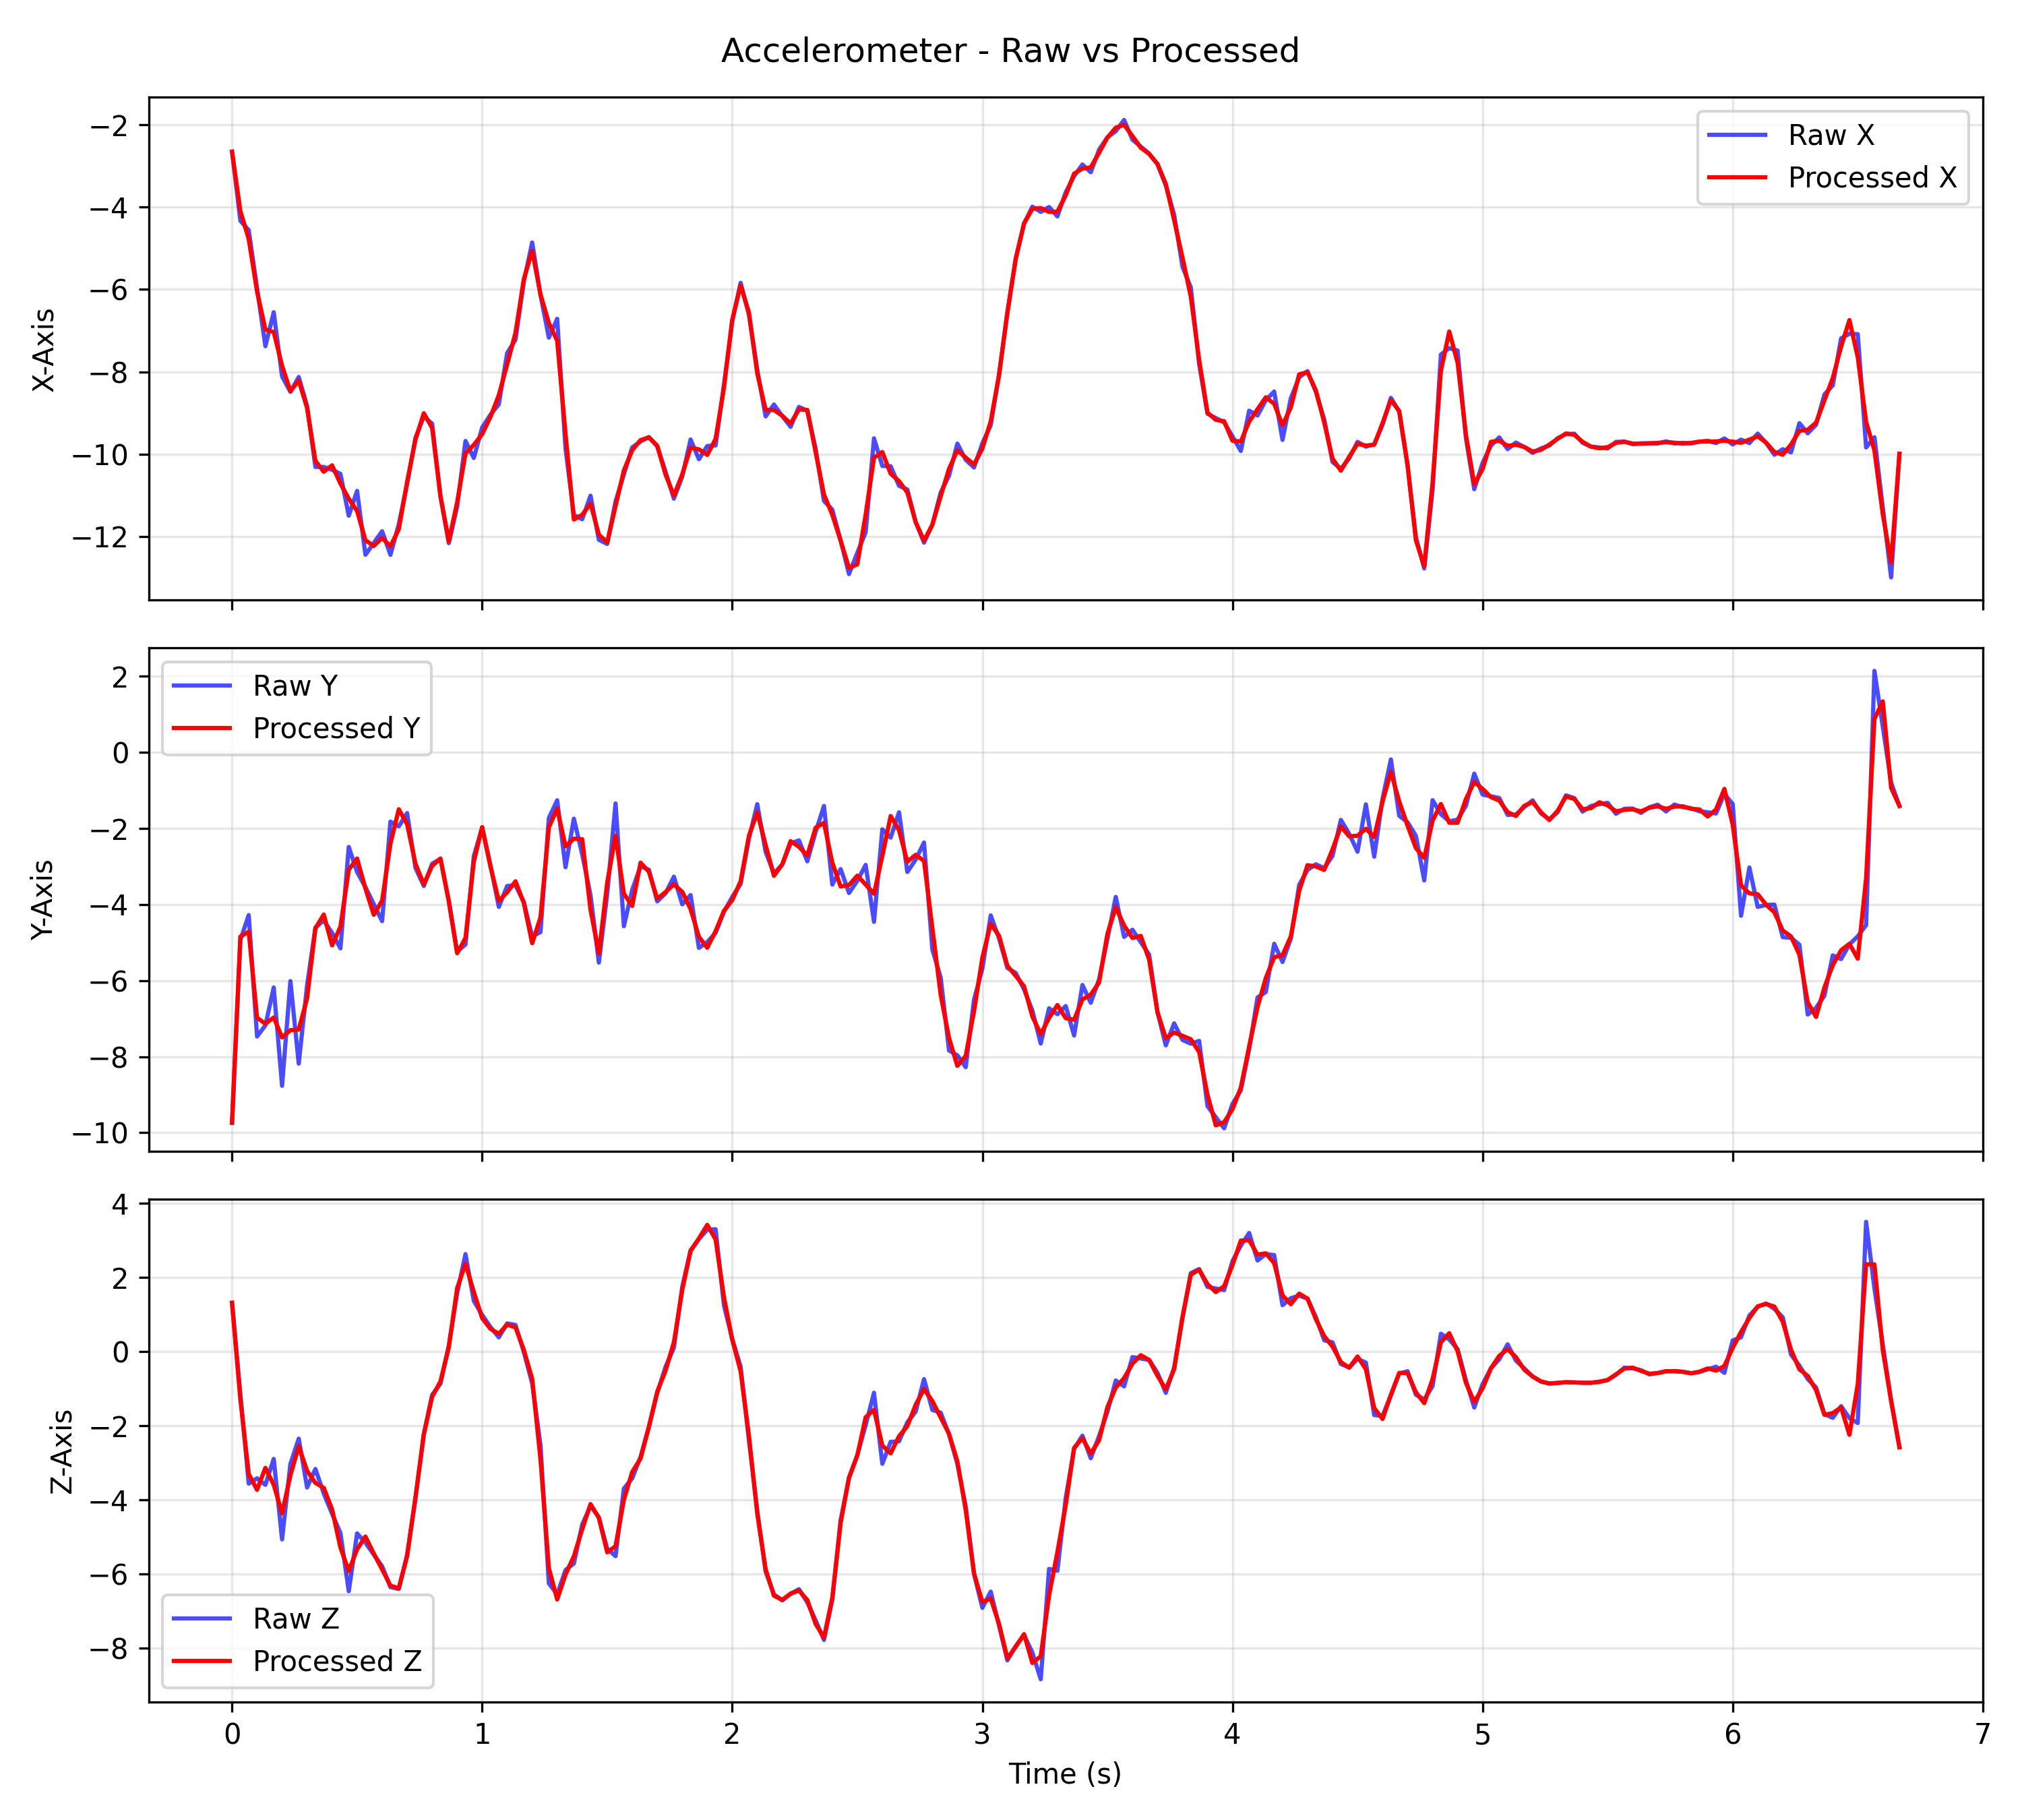 Accelerometer - Raw vs Processed
−2
−4
−6
−8
−10
−12
X-Axis
Raw X
Processed X
2
0
−2
−4
−6
−8
−10
Y-Axis
Raw Y
Processed Y
4
2
0
−2
−4
−6
−8
Z-Axis
Raw Z
Processed Z
0 1 2 3 4 5 6 7
Time (s)